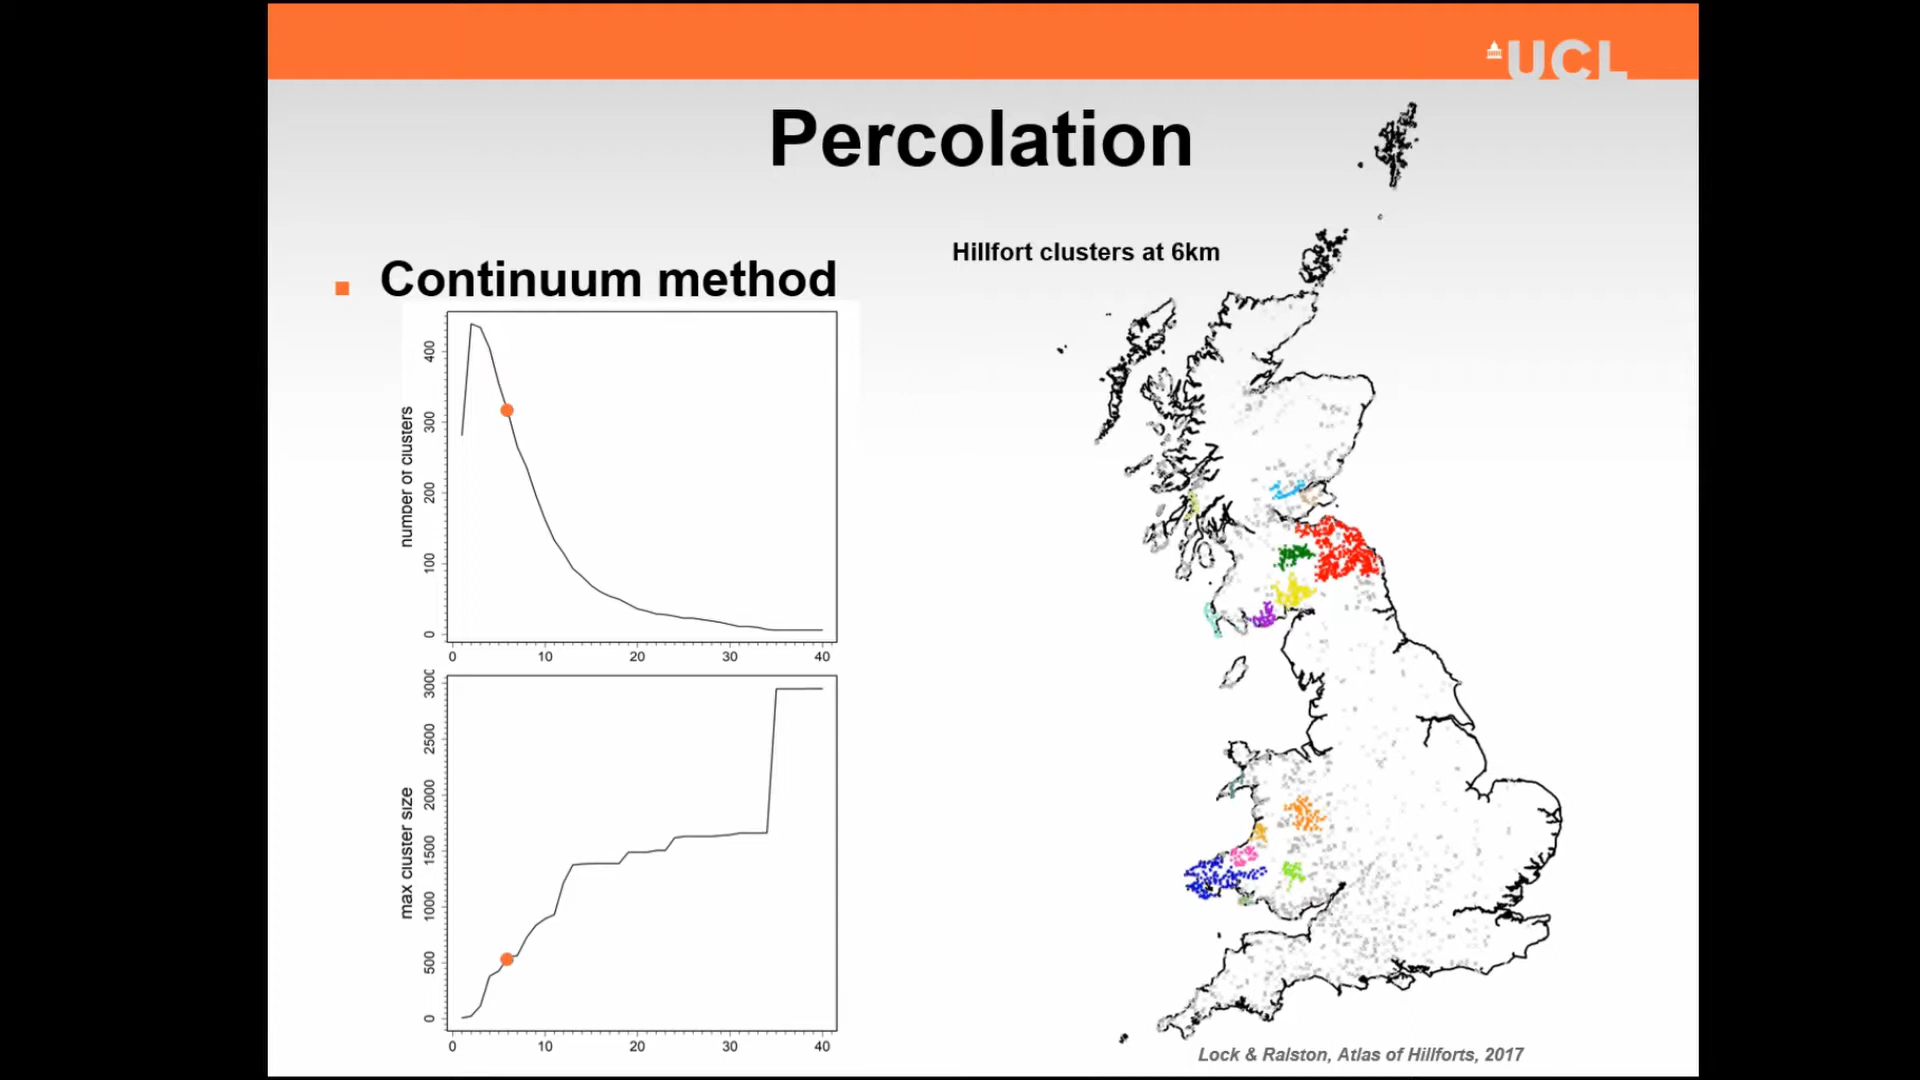 UCL
Percolation
Hillfort clusters at 6km
Continuum method
400
300
200
100
0
number of clusters
0 10 20 30 40
3000
2500
2000
1500
1000
500
0
max cluster size
0 10 20 30 40
Lock & Ralston, Atlas of Hillforts, 2017